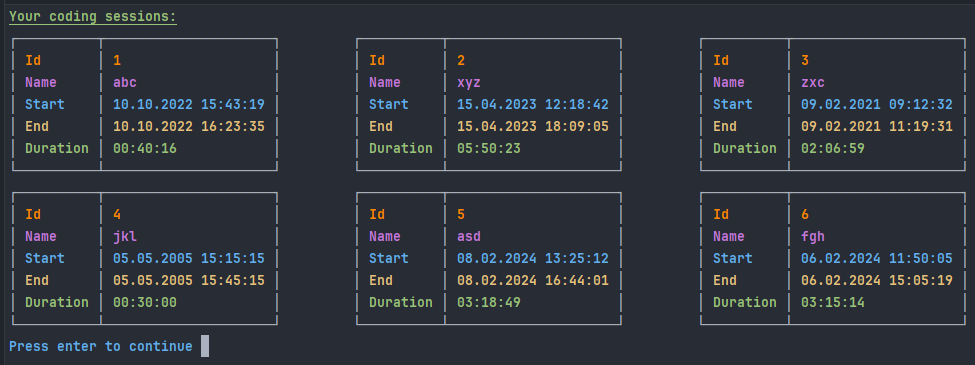 Your coding sessions:
Id 1 Id 2 Id 3
Name abc Name xyz Name zxc
Start 10.10.2022 15:43:19 Start 15.04.2023 12:18:42 Start 09.02.2021 09:12:32
End 10.10.2022 16:23:35 End 15.04.2023 18:09:05 End 09.02.2021 11:19:31
Duration 00:40:16 Duration 05:50:23 Duration 02:06:59
Id 4 Id 5 Id 6
Name jkl Name asd Name fgh
Start 05.05.2005 15:15:15 Start 08.02.2024 13:25:12 Start 06.02.2024 11:50:05
End 05.05.2005 15:45:15 End 08.02.2024 16:44:01 End 06.02.2024 15:05:19
Duration 00:30:00 Duration 03:18:49 Duration 03:15:14
Press enter to continue